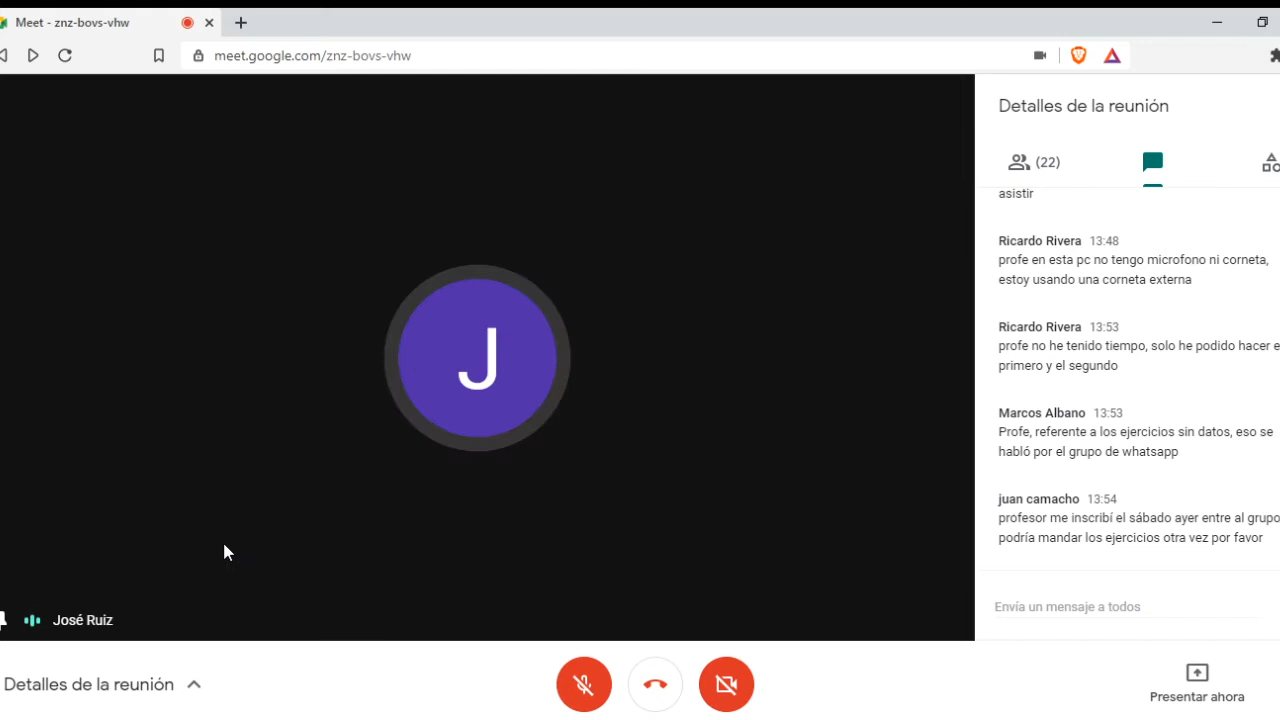 Meet - znz-bovs-vhw
meet.google.com/znz-bovs-vhw
Detalles de la reunión
(22)
asistir
Ricardo Rivera 13:48
profe en esta pc no tengo microfono ni corneta,
estoy usando una corneta externa
Ricardo Rivera 13:53
profe no he tenido tiempo, solo he podido hacer e
primero y el segundo
Marcos Albano 13:53
Profe, referente a los ejercicios sin datos, eso se
habló por el grupo de whatsapp
juan camacho 13:54
profesor me inscribí el sábado ayer entre al grupo
podría mandar los ejercicios otra vez por favor
Envía un mensaje a todos
J
José Ruiz
Detalles de la reunión
Presentar ahora